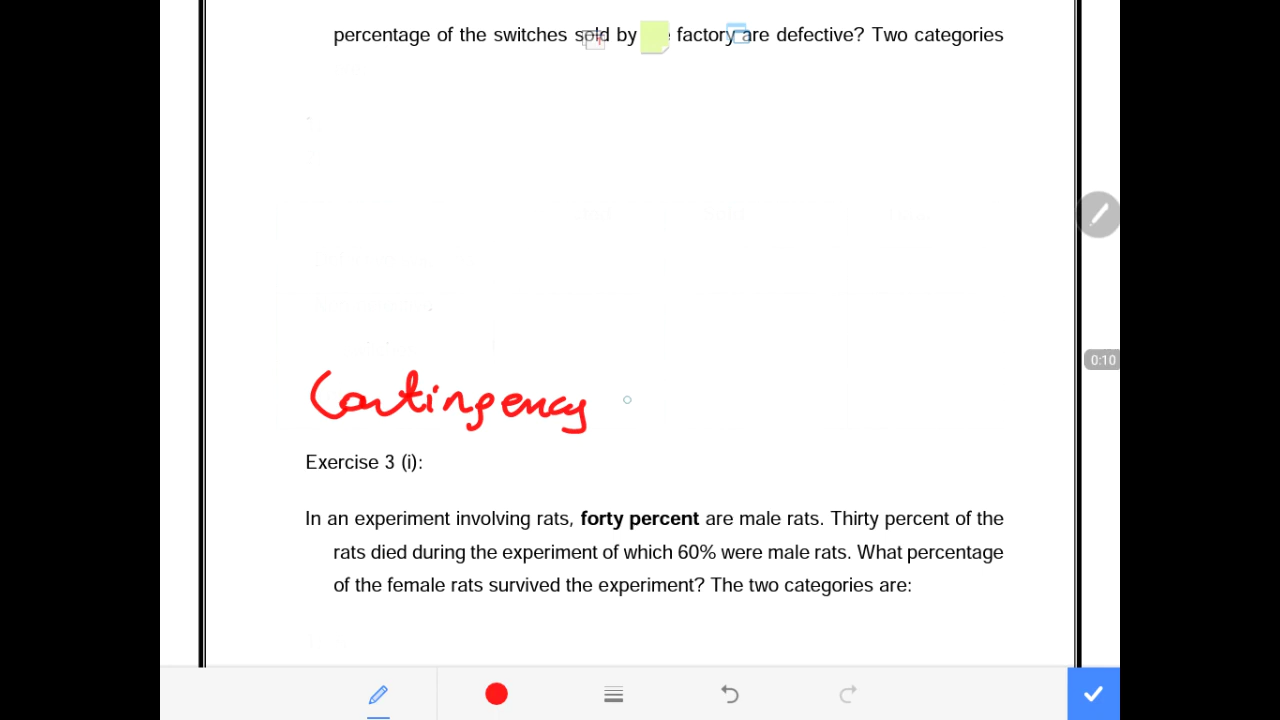 percentage of the switches sold by factory are defective? Two categories
Contingency
0:10
Exercise 3 (i):
In an experiment involving rats, forty percent are male rats. Thirty percent of the
rats died during the experiment of which 60% were male rats. What percentage
of the female rats survived the experiment? The two categories are: